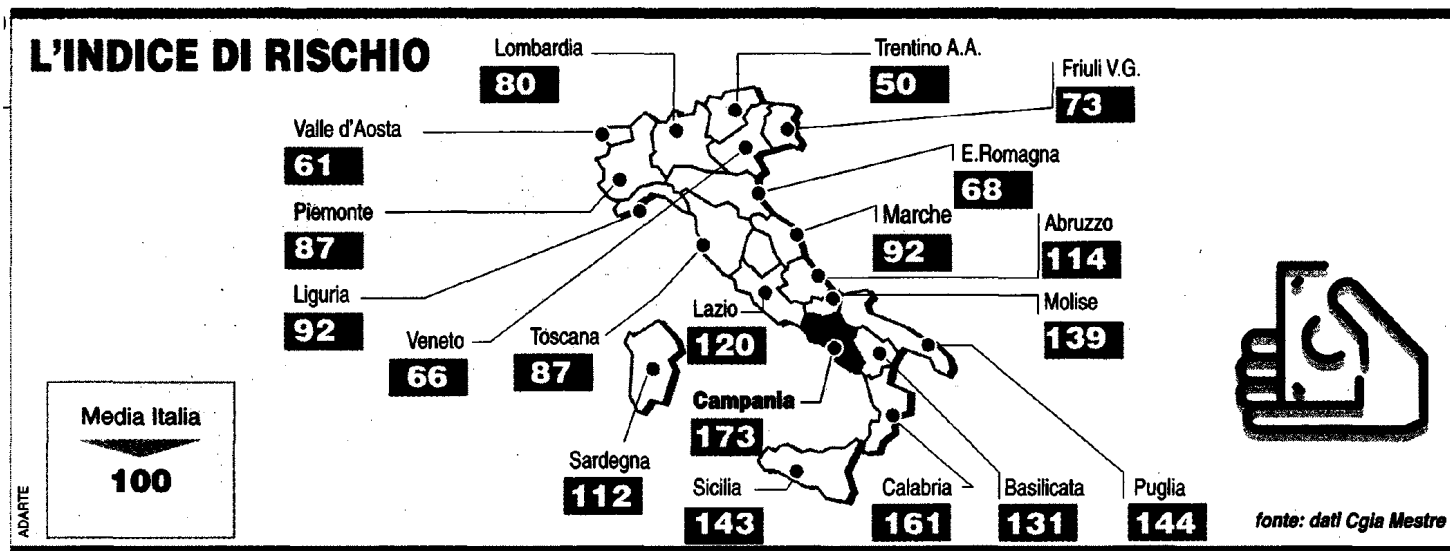 L'INDICE DI RISCHIO
Lombardia
80
Trentino A.A.
50
Friuli V.G.
73
Valle d'Aosta
61
E.Romagna
68
Piemonte
87
Marche
92
Abruzzo
114
Liguria
92
Veneto
66
Toscana
87
Lazio
120
Molise
139
Campania
173
Media Italia
100
Sardegna
112
Sicilia
143
Calabria
161
Basilicata
131
Puglia
144
ADARTE
fonte: dati Cgia Mestre